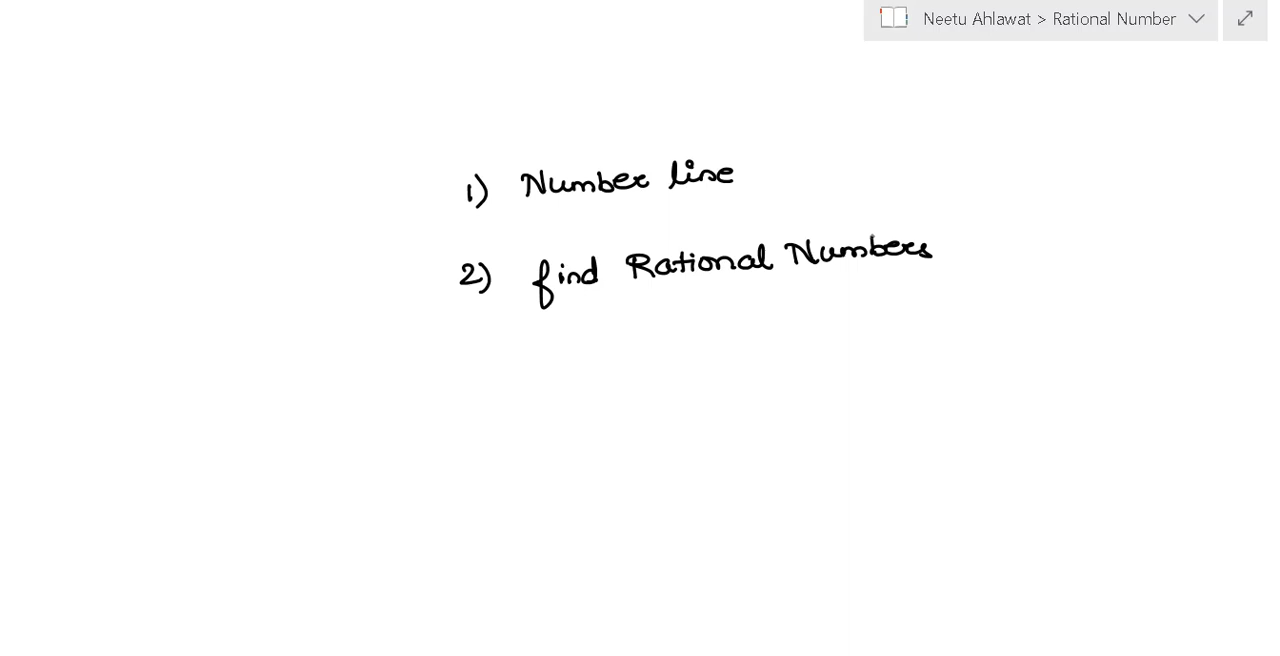 Neetu Ahlawat > Rational Number
1) Number line
2) find Rational Numbers